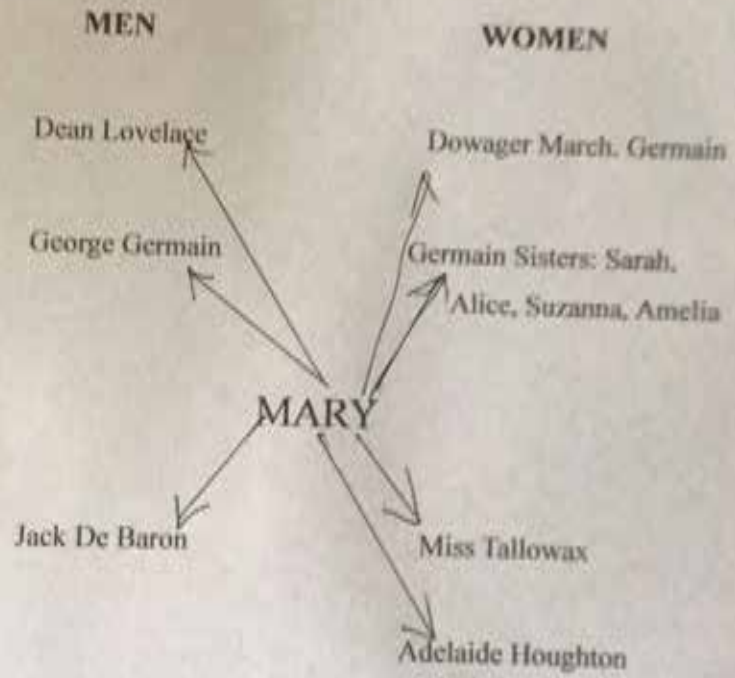 MEN
WOMEN
Dean Lovelace
Dowager March. Germain
George Germain
Germain Sisters: Sarah,
Alice, Suzanna, Amelia
MARY
Jack De Baron
Miss Tallowax
Adelaide Houghton